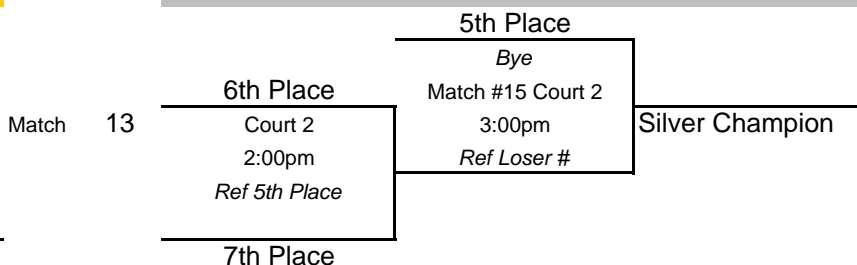 5th Place
Bye
6th Place
Match #15 Court 2
Match 13
Court 2
3:00pm
Silver Champion
2:00pm
Ref Loser #
Ref 5th Place
7th Place